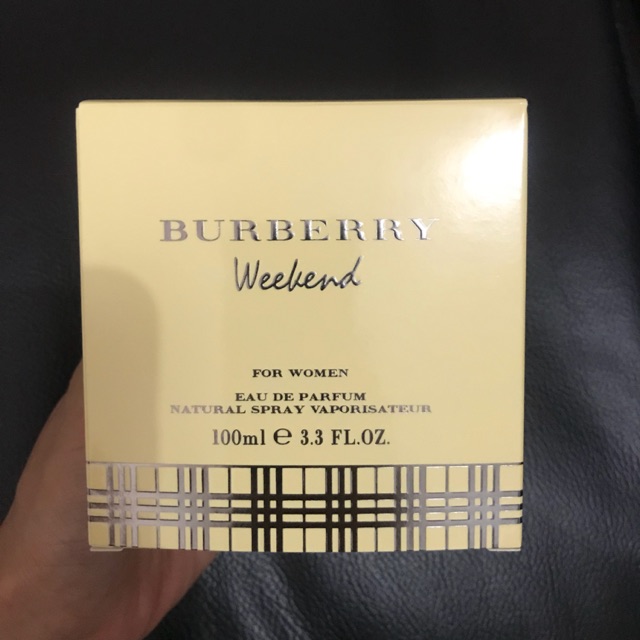 BURBERRY
Weekend
FOR WOMEN
EAU DE PARFUM
NATURAL SPRAY VAPORISATEUR
100ml ℮ 3.3 FL.OZ.